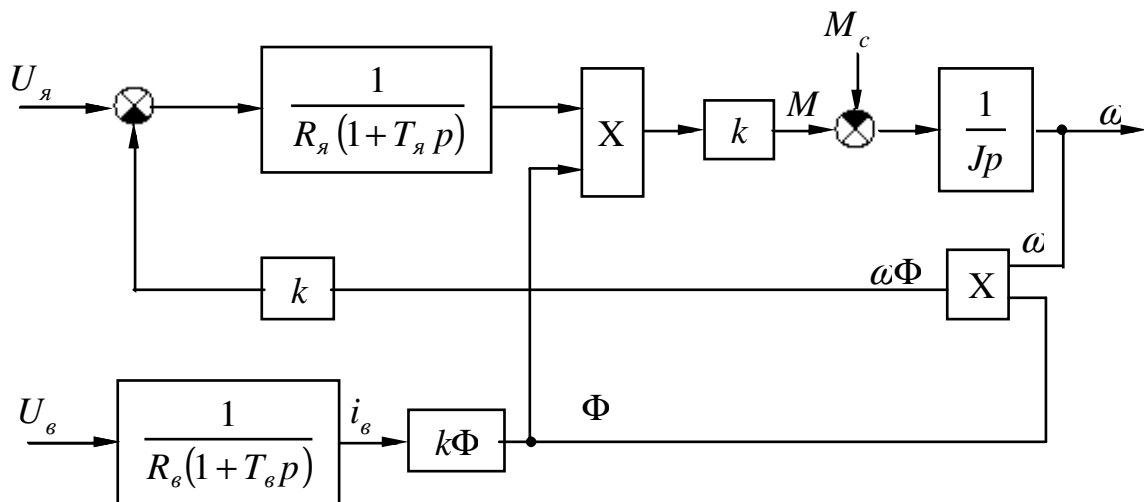 M_c
U_я
1
R_я(1+T_я p)
X
k
M
1
Jp
ω
k
ωΦ
X
ω
U_в
1
R_в(1+T_в p)
i_в
kΦ
Φ